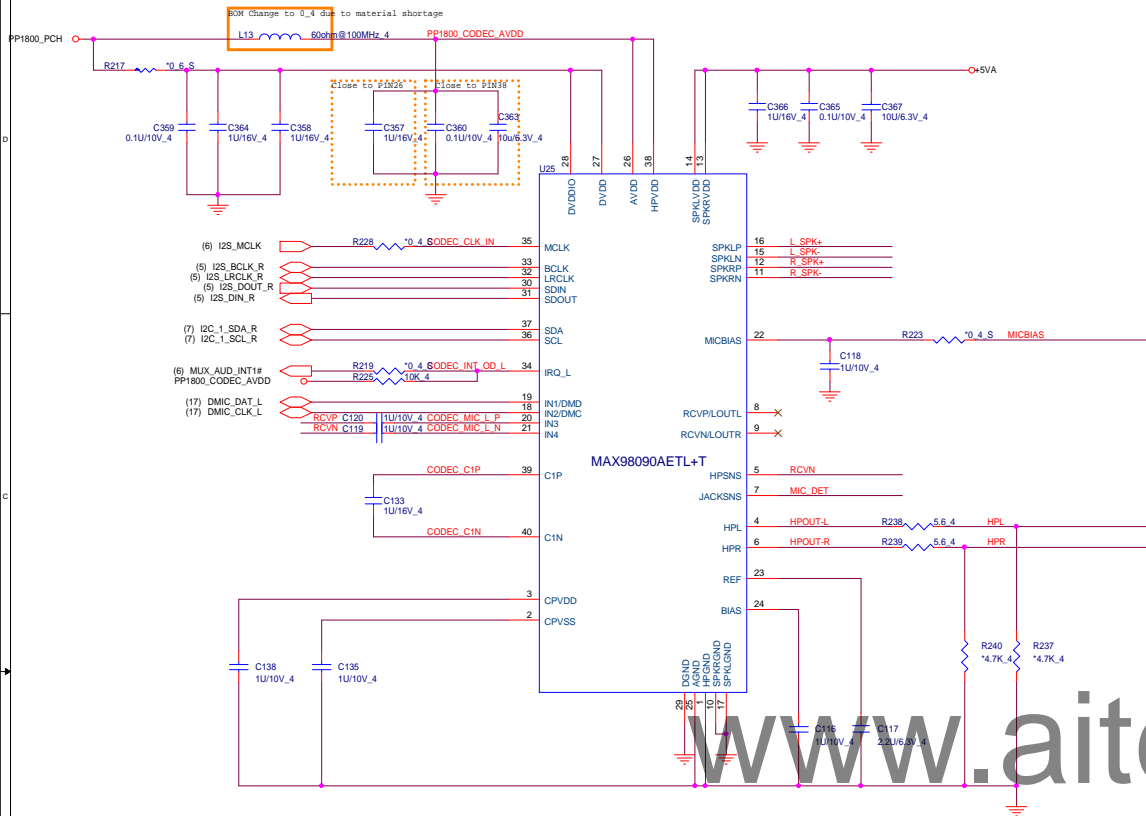 BOM Change to 0_4 due to material shortage
PP1800_PCH
L13
60ohm@100MHz_4
PP1800_CODEC_AVDD
R217
*0_6_S
+5VA
Close to PIN26
Close to PIN38
C359
0.1U/10V_4
C364
1U/16V_4
C358
1U/16V_4
C357
1U/16V_4
C360
0.1U/10V_4
C363
10u/6.3V_4
C366
1U/16V_4
C365
0.1U/10V_4
C367
10U/6.3V_4
D
U25
28
27
26
38
14
13
DVDDIO
DVDD
AVDD
HPVDD
SPKLVDD
SPKRVDD
(6) I2S_MCLK
R228
*0_4_S
CODEC_CLK_IN
35
MCLK
(5) I2S_BCLK_R
33
BCLK
(5) I2S_LRCLK_R
32
LRCLK
(5) I2S_DOUT_R
30
SDIN
(5) I2S_DIN_R
31
SDOUT
(7) I2C_1_SDA_R
37
SDA
(7) I2C_1_SCL_R
36
SCL
(6) MUX_AUD_INT1#
R219
*0_4_S
CODEC_INT_OD_L
34
IRQ_L
PP1800_CODEC_AVDD
R225
10K_4
(17) DMIC_DAT_L
19
IN1/DMD
(17) DMIC_CLK_L
18
IN2/DMC
RCVP
C120
1U/10V_4
CODEC_MIC_L_P
20
IN3
RCVN
C119
1U/10V_4
CODEC_MIC_L_N
21
IN4
CODEC_C1P
39
C1P
C133
1U/16V_4
CODEC_C1N
40
C1N
C
3
CPVDD
2
CPVSS
C138
1U/10V_4
C135
1U/10V_4
MAX98090AETL+T
SPKLP
16
L_SPK+
SPKLN
15
L_SPK-
SPKRP
12
R_SPK+
SPKRN
11
R_SPK-
MICBIAS
22
R223
*0_4_S
MICBIAS
C118
1U/10V_4
RCVP/LOUTL
8
RCVN/LOUTR
9
HPSNS
5
RCVN
JACKSNS
7
MIC_DET
HPL
4
HPOUT-L
R238
5.6_4
HPL
HPR
6
HPOUT-R
R239
5.6_4
HPR
REF
23
BIAS
24
R240
*4.7K_4
R237
*4.7K_4
DGND
AGND
HPGND
SPKRGND
SPKLGND
29
25
1
10
17
C116
1U/10V_4
C117
2.2U/6.3V_4
www.aite